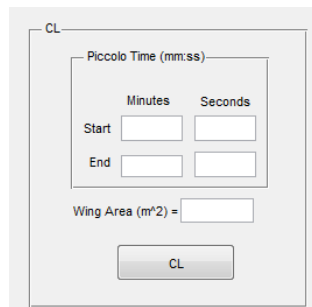 CL
Piccolo Time (mm:ss)
Minutes Seconds
Start
End
Wing Area (m^2) =
CL